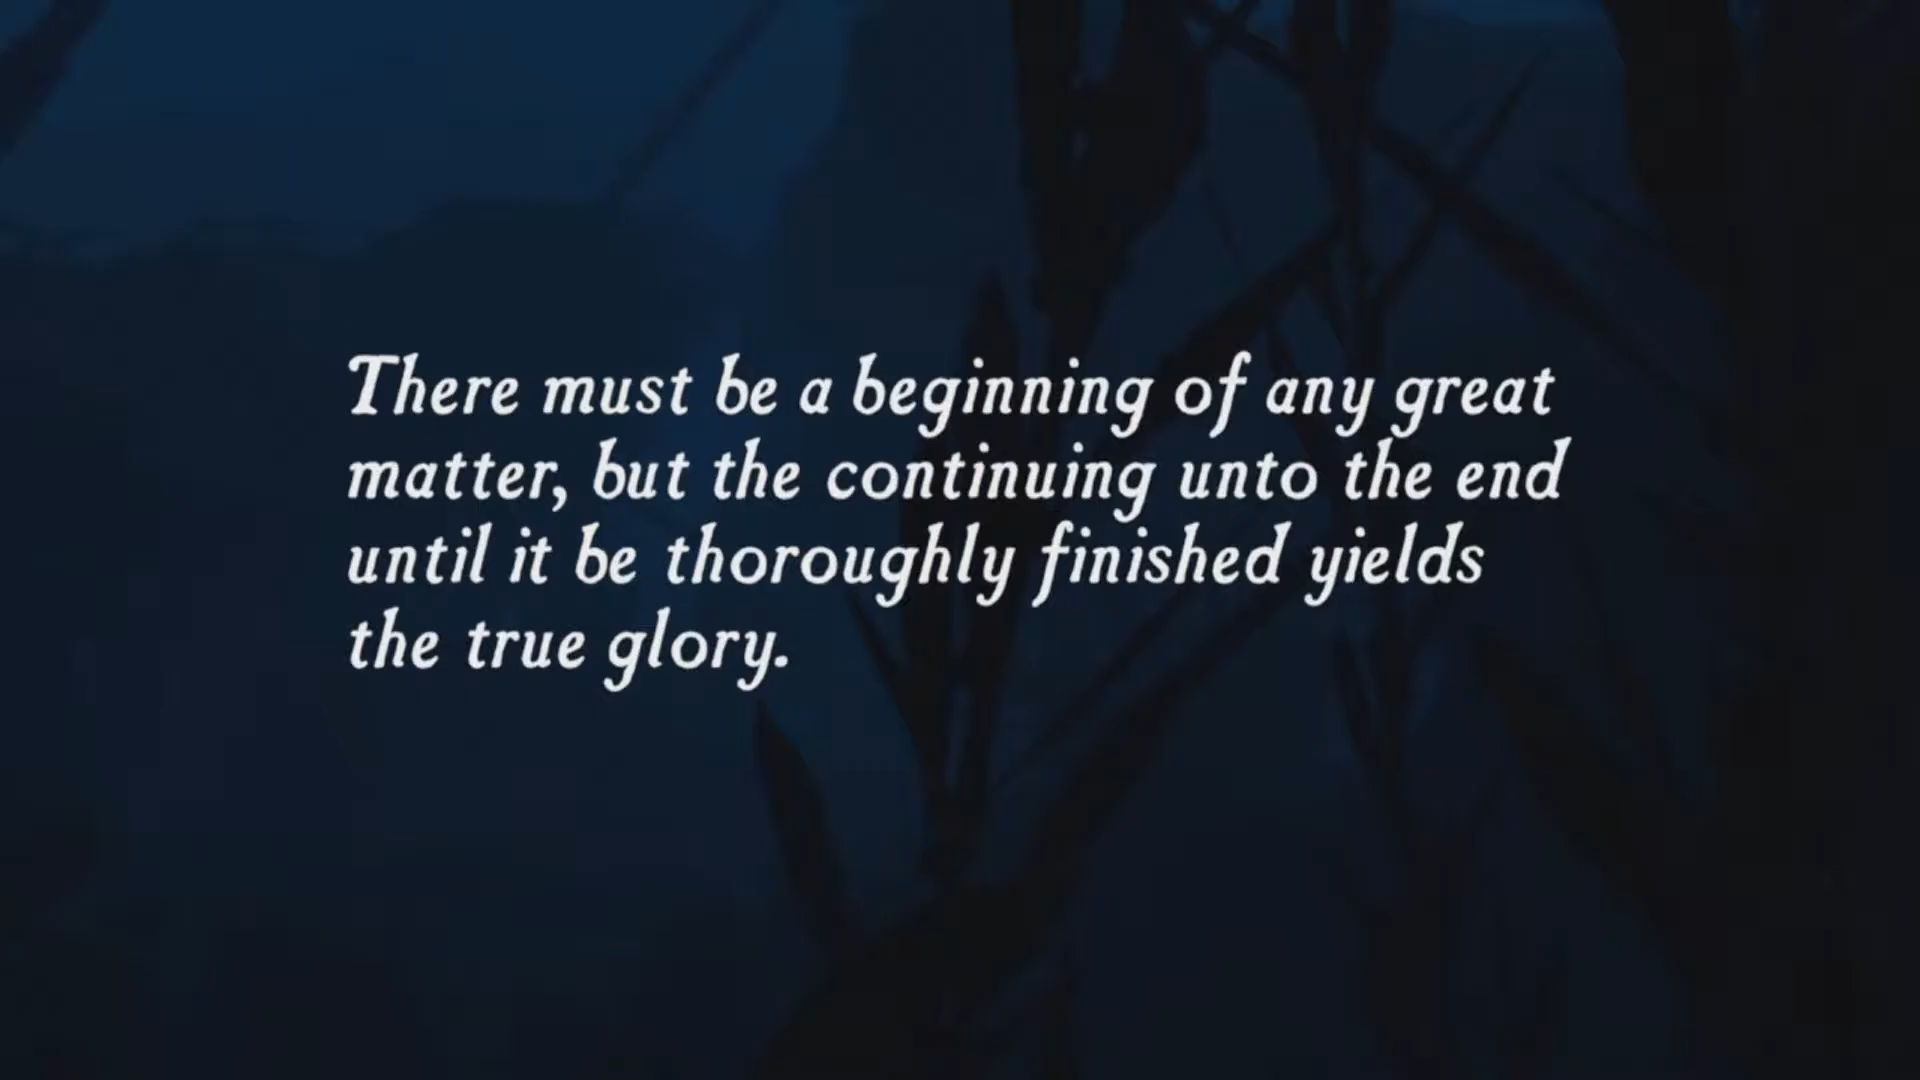 There must be a beginning of any great
matter, but the continuing unto the end
until it be thoroughly finished yields
the true glory.